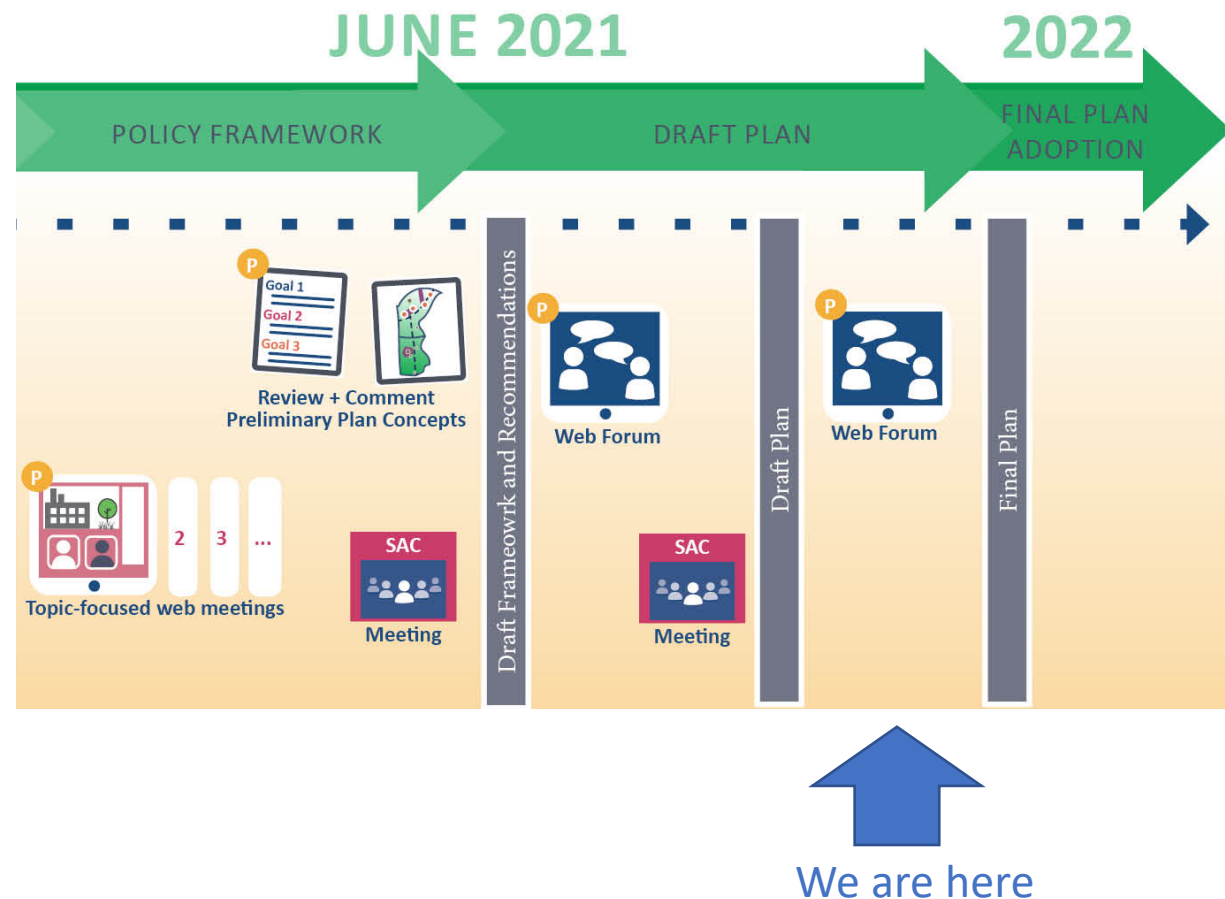 JUNE 2021
2022
POLICY FRAMEWORK
DRAFT PLAN
FINAL PLAN
ADOPTION
P
Goal 1
Goal 2
Goal 3
Review + Comment
Preliminary Plan Concepts
P
2
3
...
Topic-focused web meetings
SAC
Meeting
Draft Frameowrk and Recommendations
P
Web Forum
SAC
Meeting
Draft Plan
P
Web Forum
Final Plan
We are here